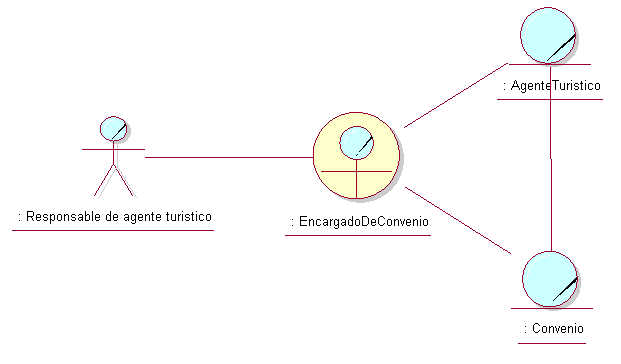 : AgenteTuristico
: Responsable de agente turistico
: EncargadoDeConvenio
: Convenio